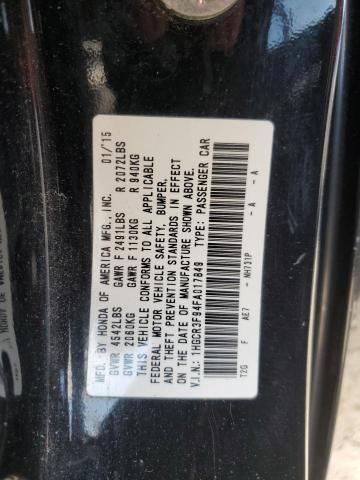 MFD. BY HONDA OF AMERICA MFG., INC. 01/'15
GVWR 4542LBS GAWR F 2491LBS R 2072LBS
GVWR 2060KG GAWR F 1130KG R 940KG
THIS VEHICLE CONFORMS TO ALL APPLICABLE
FEDERAL MOTOR VEHICLE SAFETY, BUMPER,
AND THEFT PREVENTION STANDARDS IN EFFECT
ON THE DATE OF MANUFACTURE SHOWN ABOVE.
V.I.N.: 1HGCR3F94FA017849 TYPE: PASSENGER CAR
T2G F AE7 - NH731P - A - A